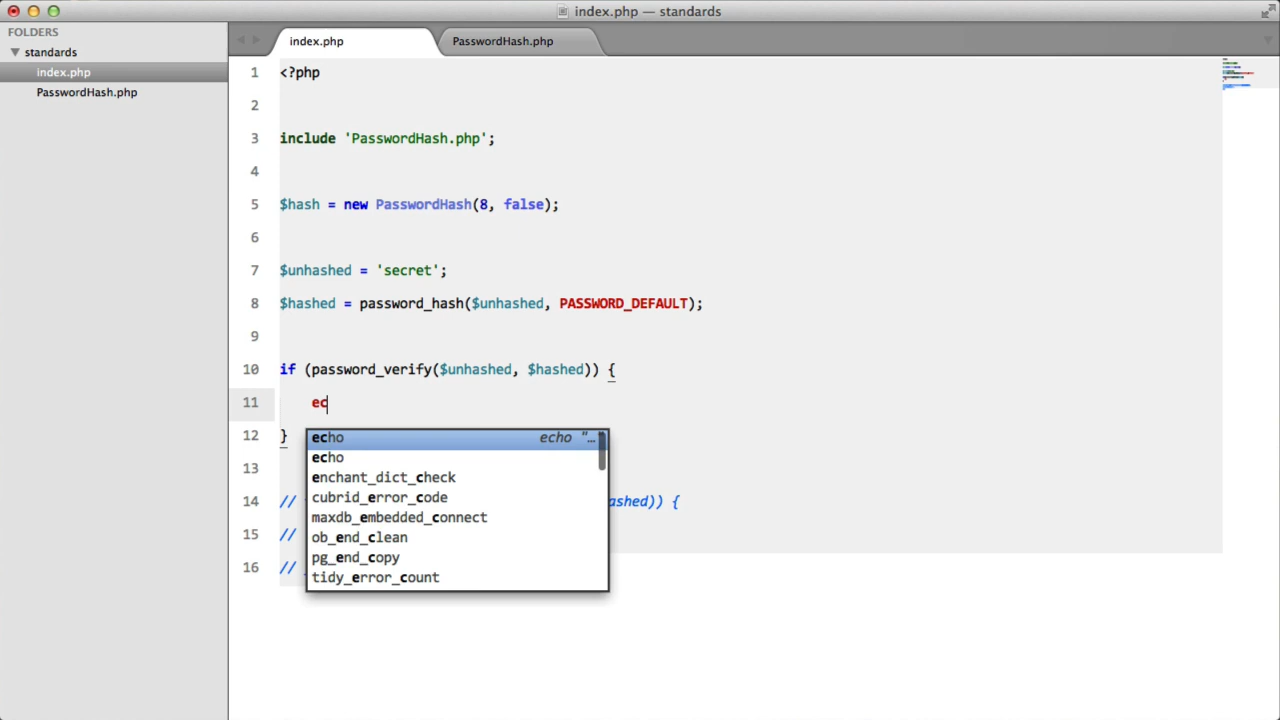 index.php — standards
FOLDERS
standards
index.php
PasswordHash.php
index.php
PasswordHash.php
1 <?php
2
3 include 'PasswordHash.php';
4
5 $hash = new PasswordHash(8, false);
6
7 $unhashed = 'secret';
8 $hashed = password_hash($unhashed, PASSWORD_DEFAULT);
9
10 if (password_verify($unhashed, $hashed)) {
11 ec
12 }
echo echo "…"
echo
enchant_dict_check
cubrid_error_code
maxdb_embedded_connect
ob_end_clean
pg_end_copy
tidy_error_count
13
14 // ashed)) {
15 //
16 //